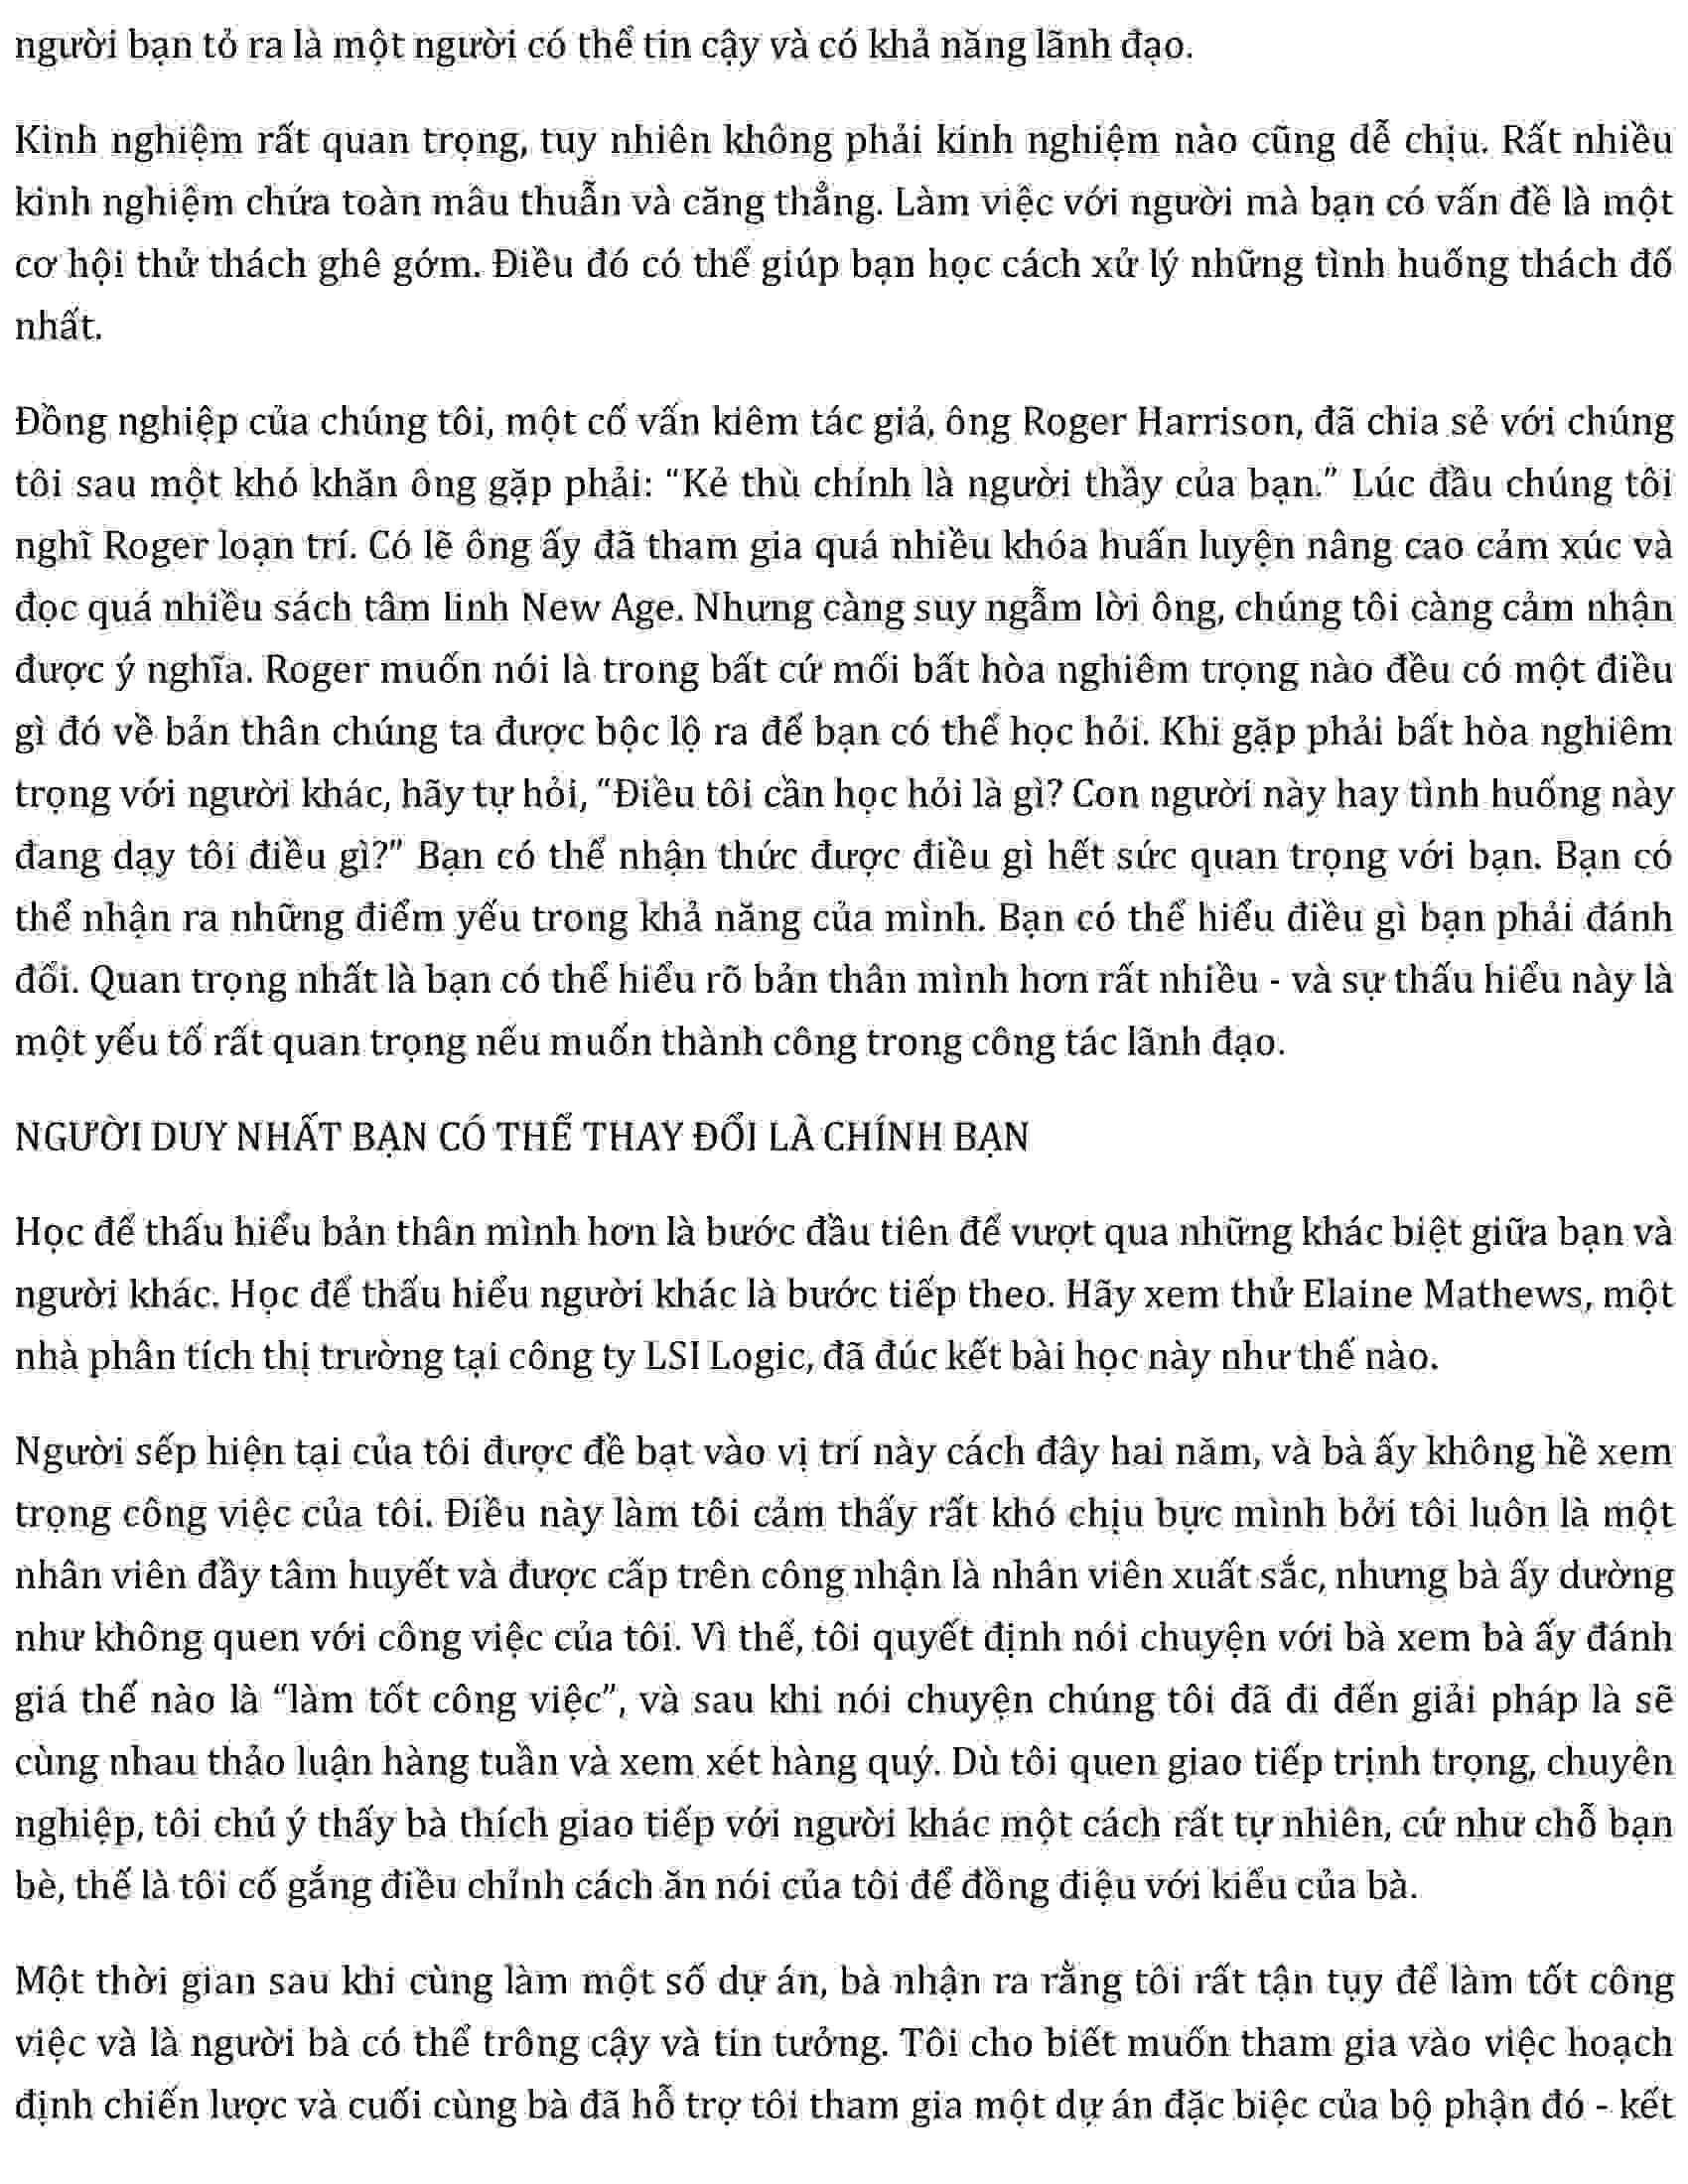 người bạn tỏ ra là một người có thể tin cậy và có khả năng lãnh đạo.
Kinh nghiệm rất quan trọng, tuy nhiên không phải kinh nghiệm nào cũng dễ chịu. Rất nhiều
kinh nghiệm chứa toàn mâu thuẫn và căng thẳng. Làm việc với người mà bạn có vấn đề là một
cơ hội thử thách ghê gớm. Điều đó có thể giúp bạn học cách xử lý những tình huống thách đố
nhất.
Đồng nghiệp của chúng tôi, một cố vấn kiêm tác giả, ông Roger Harrison, đã chia sẻ với chúng
tôi sau một khó khăn ông gặp phải: “Kẻ thù chính là người thầy của bạn.” Lúc đầu chúng tôi
nghĩ Roger loạn trí. Có lẽ ông ấy đã tham gia quá nhiều khóa huấn luyện nâng cao cảm xúc và
đọc quá nhiều sách tâm linh New Age. Nhưng càng suy ngẫm lời ông, chúng tôi càng cảm nhận
được ý nghĩa. Roger muốn nói là trong bất cứ mối bất hòa nghiêm trọng nào đều có một điều
gì đó về bản thân chúng ta được bộc lộ ra để bạn có thể học hỏi. Khi gặp phải bất hòa nghiêm
trọng với người khác, hãy tự hỏi, “Điều tôi cần học hỏi là gì? Con người này hay tình huống này
đang dạy tôi điều gì?” Bạn có thể nhận thức được điều gì hết sức quan trọng với bạn. Bạn có
thể nhận ra những điểm yếu trong khả năng của mình. Bạn có thể hiểu điều gì bạn phải đánh
đổi. Quan trọng nhất là bạn có thể hiểu rõ bản thân mình hơn rất nhiều - và sự thấu hiểu này là
một yếu tố rất quan trọng nếu muốn thành công trong công tác lãnh đạo.
NGƯỜI DUY NHẤT BẠN CÓ THỂ THAY ĐỔI LÀ CHÍNH BẠN
Học để thấu hiểu bản thân mình hơn là bước đầu tiên để vượt qua những khác biệt giữa bạn và
người khác. Học để thấu hiểu người khác là bước tiếp theo. Hãy xem thử Elaine Mathews, một
nhà phân tích thị trường tại công ty LSI Logic, đã đúc kết bài học này như thế nào.
Người sếp hiện tại của tôi được đề bạt vào vị trí này cách đây hai năm, và bà ấy không hề xem
trọng công việc của tôi. Điều này làm tôi cảm thấy rất khó chịu bực mình bởi tôi luôn là một
nhân viên đầy tâm huyết và được cấp trên công nhận là nhân viên xuất sắc, nhưng bà ấy dường
như không quen với công việc của tôi. Vì thế, tôi quyết định nói chuyện với bà xem bà ấy đánh
giá thế nào là “làm tốt công việc”, và sau khi nói chuyện chúng tôi đã đi đến giải pháp là sẽ
cùng nhau thảo luận hàng tuần và xem xét hàng quý. Dù tôi quen giao tiếp trịnh trọng, chuyên
nghiệp, tôi chú ý thấy bà thích giao tiếp với người khác một cách rất tự nhiên, cứ như chỗ bạn
bè, thế là tôi cố gắng điều chỉnh cách ăn nói của tôi để đồng điệu với kiểu của bà.
Một thời gian sau khi cùng làm một số dự án, bà nhận ra rằng tôi rất tận tụy để làm tốt công
việc và là người bà có thể trông cậy và tin tưởng. Tôi cho biết muốn tham gia vào việc hoạch
định chiến lược và cuối cùng bà đã hỗ trợ tôi tham gia một dự án đặc biệc của bộ phận đó - kết